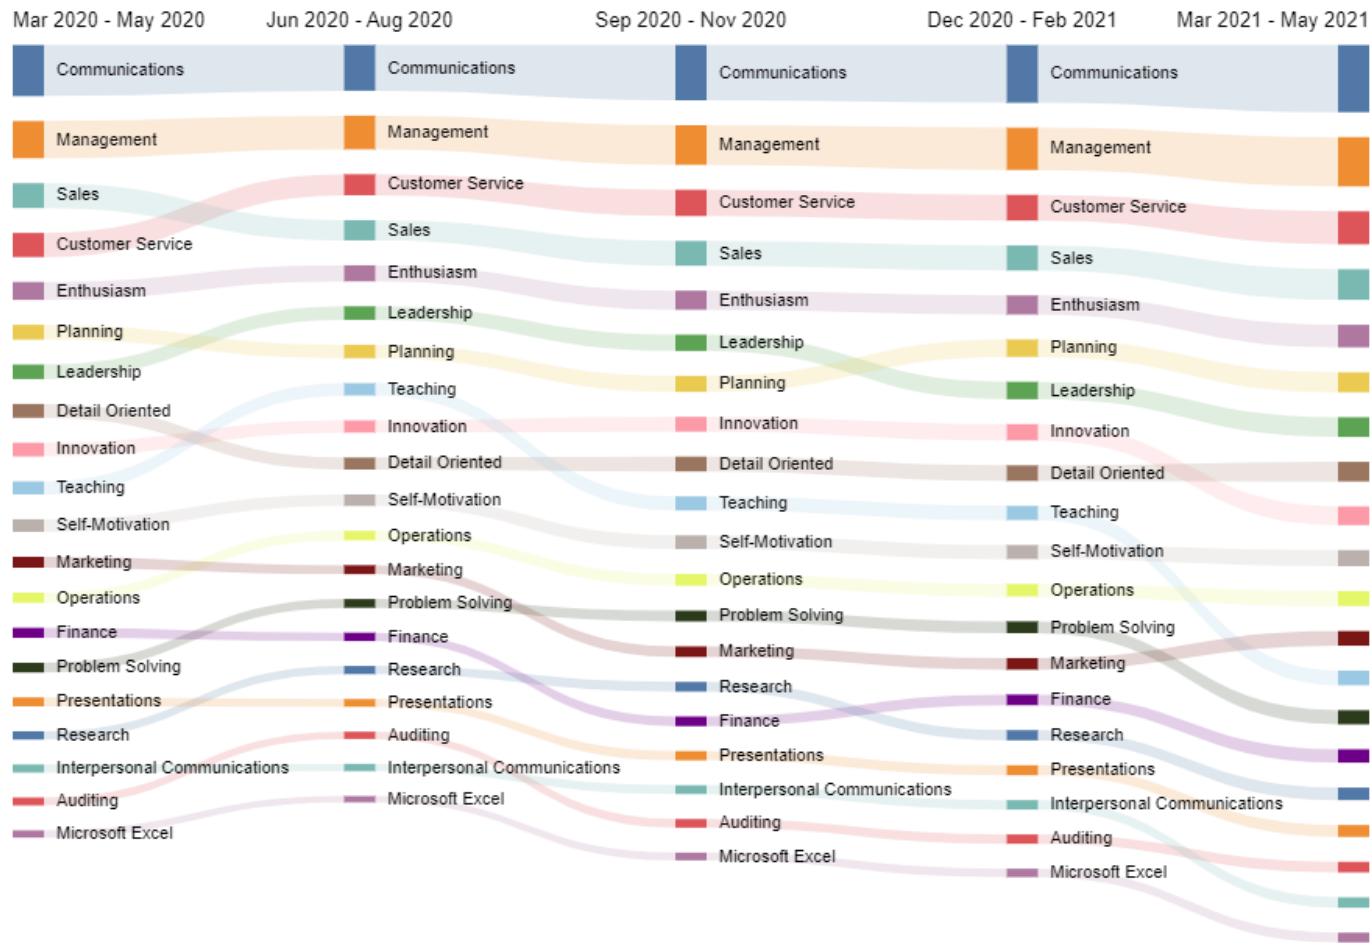 Mar 2020 - May 2020
Jun 2020 - Aug 2020
Sep 2020 - Nov 2020
Dec 2020 - Feb 2021
Mar 2021 - May 2021
Communications
Management
Sales
Customer Service
Enthusiasm
Planning
Leadership
Detail Oriented
Innovation
Teaching
Self-Motivation
Marketing
Operations
Finance
Problem Solving
Presentations
Research
Interpersonal Communications
Auditing
Microsoft Excel
Communications
Management
Customer Service
Sales
Enthusiasm
Leadership
Planning
Teaching
Innovation
Detail Oriented
Self-Motivation
Operations
Marketing
Problem Solving
Finance
Research
Presentations
Auditing
Interpersonal Communications
Microsoft Excel
Communications
Management
Customer Service
Sales
Enthusiasm
Leadership
Planning
Innovation
Detail Oriented
Teaching
Self-Motivation
Operations
Problem Solving
Marketing
Research
Finance
Presentations
Interpersonal Communications
Auditing
Microsoft Excel
Communications
Management
Customer Service
Sales
Enthusiasm
Planning
Leadership
Innovation
Detail Oriented
Teaching
Self-Motivation
Operations
Problem Solving
Marketing
Finance
Research
Presentations
Interpersonal Communications
Auditing
Microsoft Excel